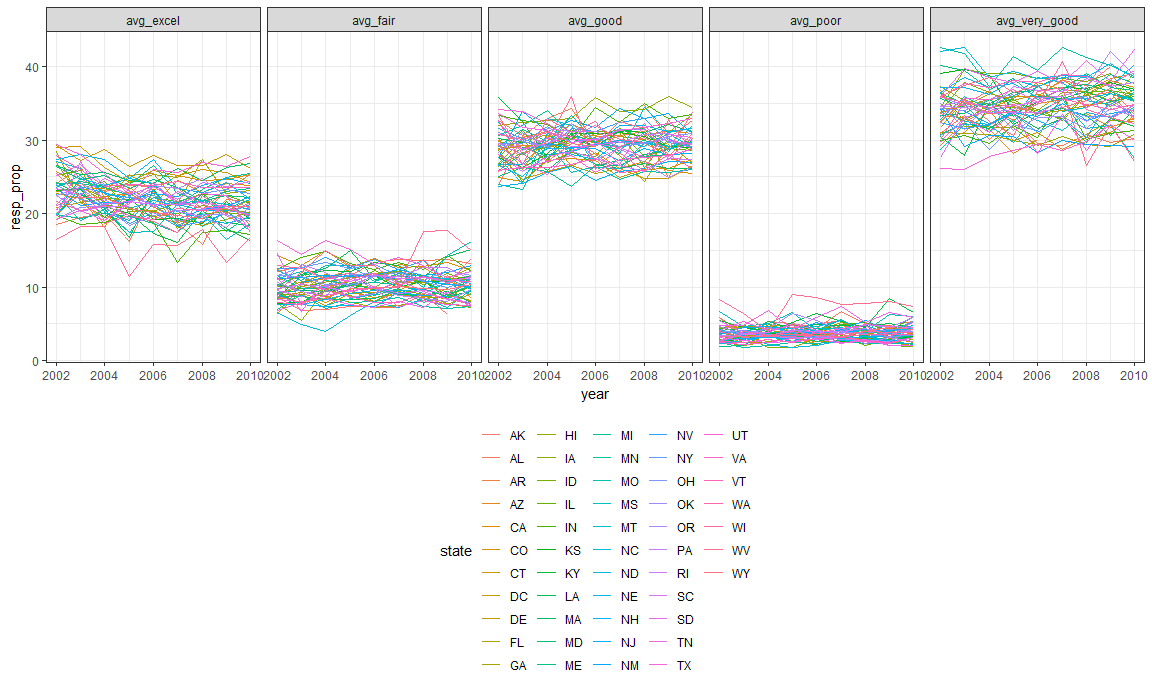 avg_excel avg_fair avg_good avg_poor avg_very_good
resp_prop
40
30
20
10
0
2002 2004 2006 2008 2010 2002 2004 2006 2008 2010 2002 2004 2006 2008 2010 2002 2004 2006 2008 2010 2002 2004 2006 2008 2010
year
state
AK HI MI NV UT
AL IA MN NY VA
AR ID MO OH VT
AZ IL MS OK WA
CA IN MT OR WI
CO KS NC PA WV
CT KY ND RI WY
DC LA NE SC
DE MA NH SD
FL MD NJ TN
GA ME NM TX